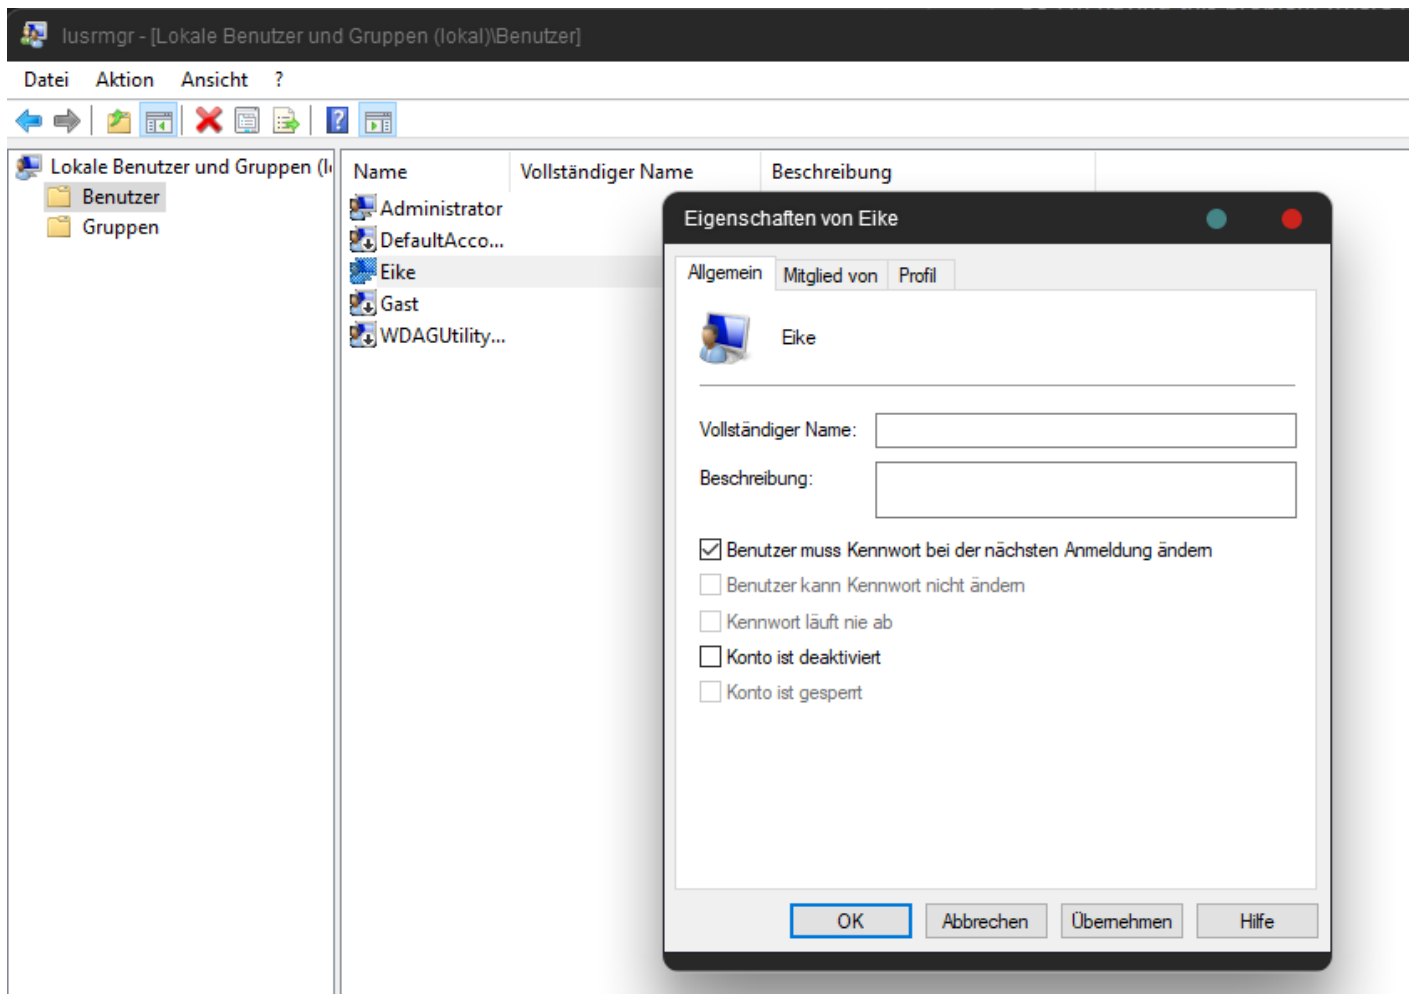 lusrmgr - [Lokale Benutzer und Gruppen (lokal)\Benutzer]
Datei Aktion Ansicht ?
Lokale Benutzer und Gruppen (l
Benutzer
Gruppen
Name Vollständiger Name Beschreibung
Administrator
DefaultAcco...
Eike
Gast
WDAGUtility...
Eigenschaften von Eike
Allgemein Mitglied von Profil
Eike
Vollständiger Name:
Beschreibung:
Benutzer muss Kennwort bei der nächsten Anmeldung ändern
Benutzer kann Kennwort nicht ändern
Kennwort läuft nie ab
Konto ist deaktiviert
Konto ist gesperrt
OK Abbrechen Übernehmen Hilfe